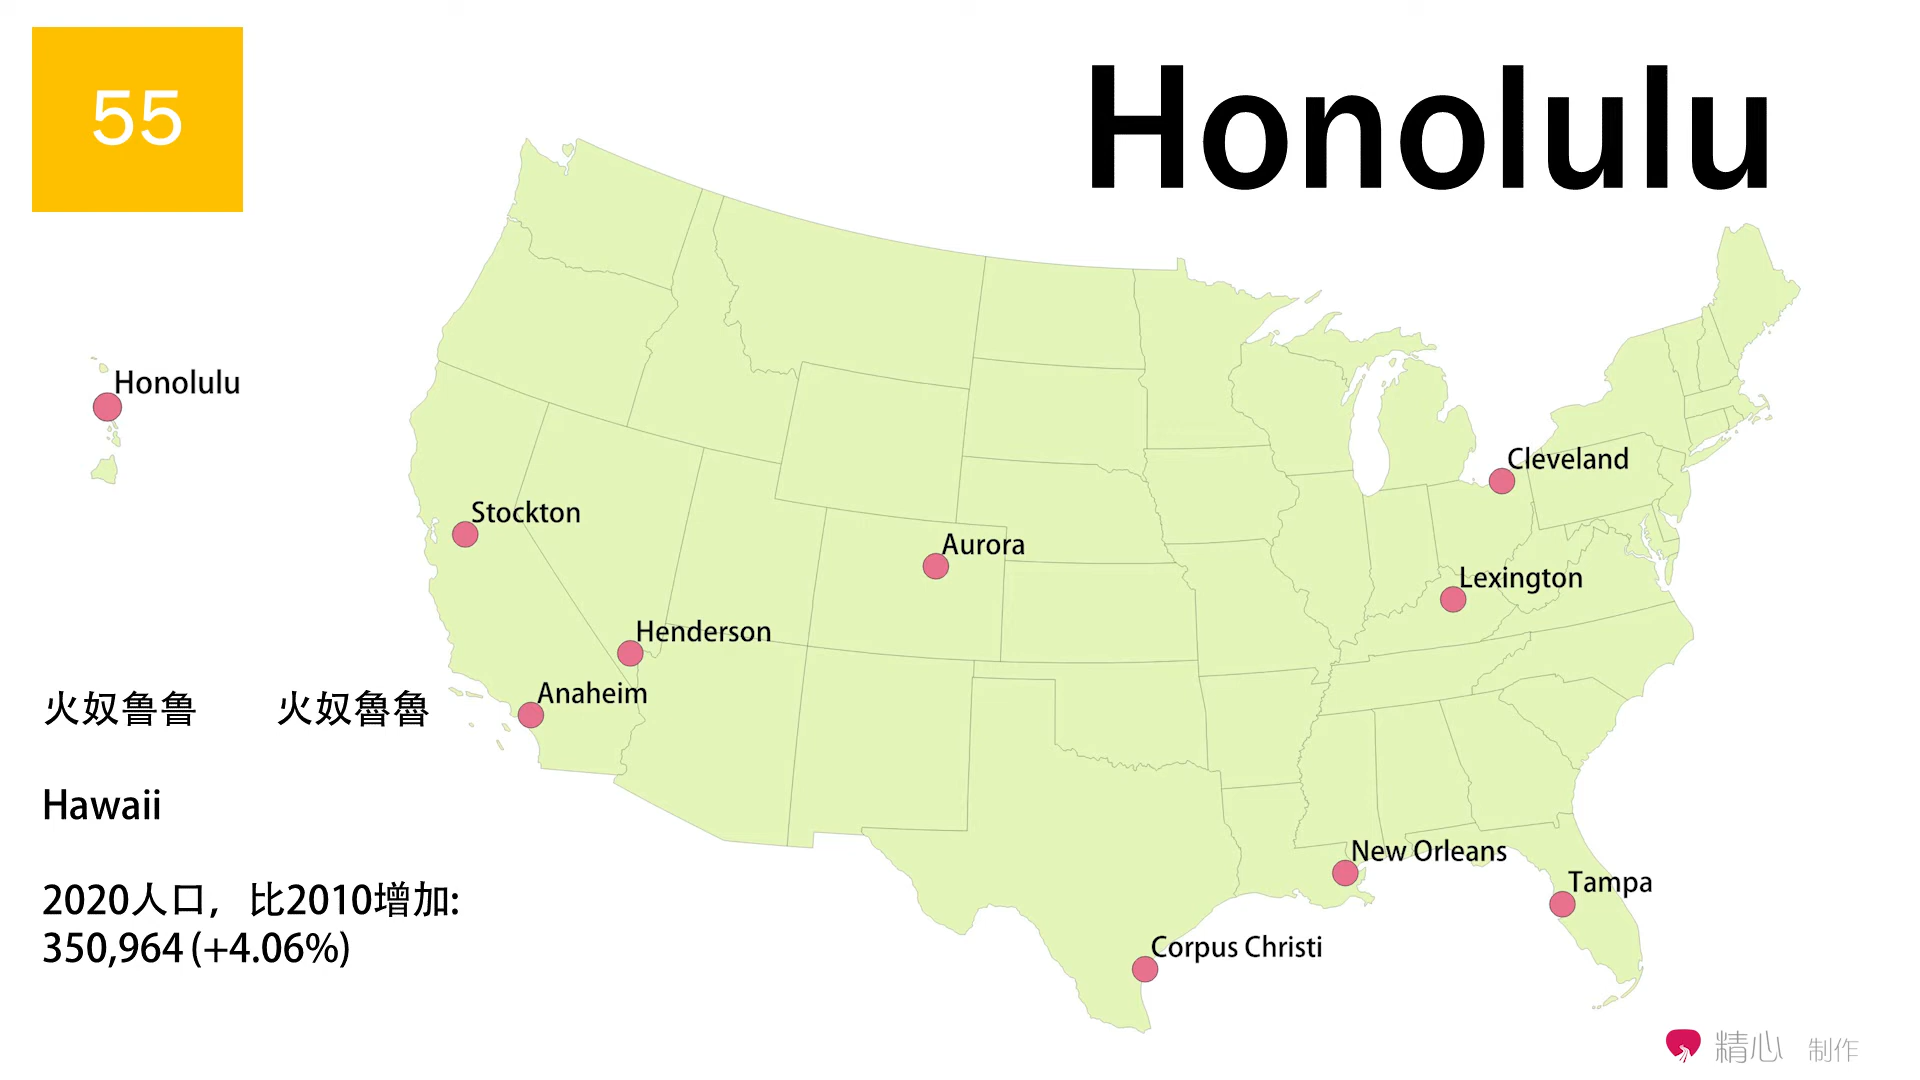 55
Honolulu
Honolulu
Cleveland
Stockton
Aurora
Lexington
Henderson
Anaheim
火奴鲁鲁 火奴魯魯
Hawaii
New Orleans
Tampa
2020人口，比2010增加:
350,964 (+4.06%)
Corpus Christi
精心 制作